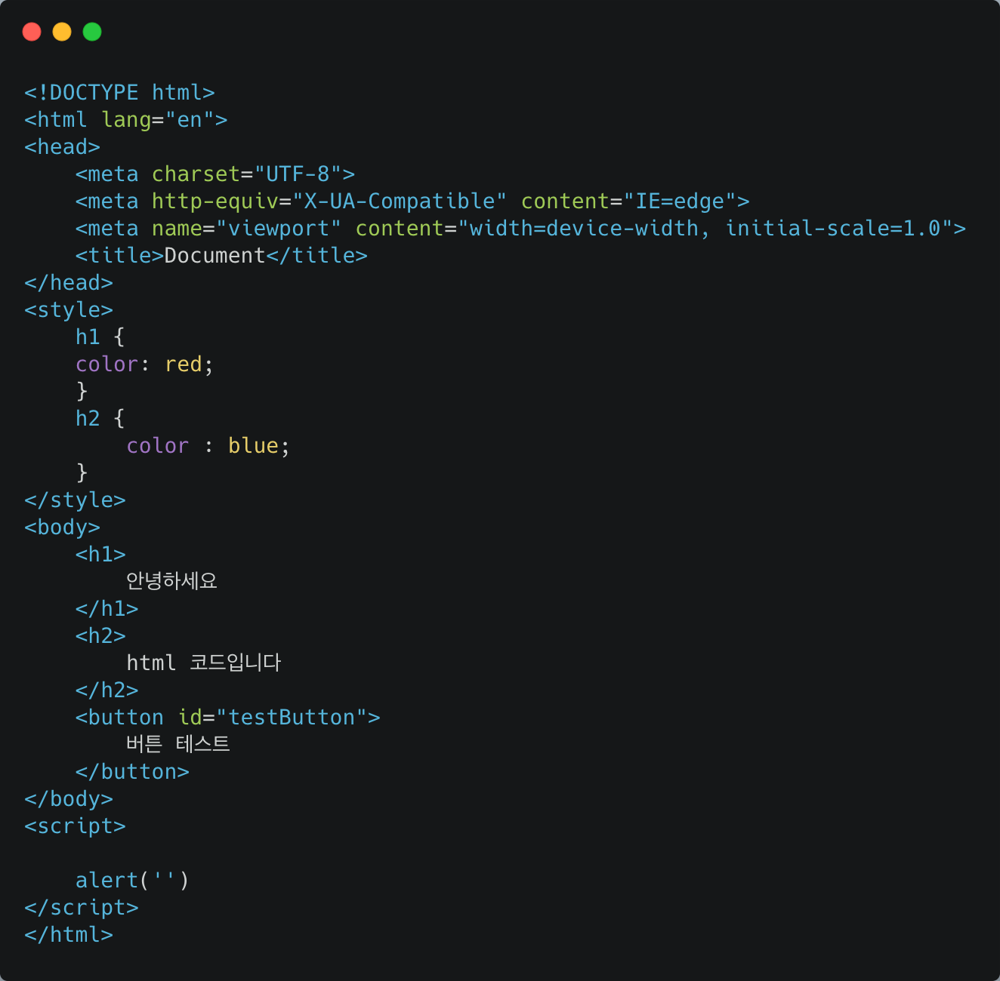 <!DOCTYPE html>
<html lang="en">
<head>
    <meta charset="UTF-8">
    <meta http-equiv="X-UA-Compatible" content="IE=edge">
    <meta name="viewport" content="width=device-width, initial-scale=1.0">
    <title>Document</title>
</head>
<style>
    h1 {
    color: red;
    }
    h2 {
        color : blue;
    }
</style>
<body>
    <h1>
        안녕하세요
    </h1>
    <h2>
        html 코드입니다
    </h2>
    <button id="testButton">
        버튼 테스트
    </button>
</body>
<script>

    alert('')
</script>
</html>